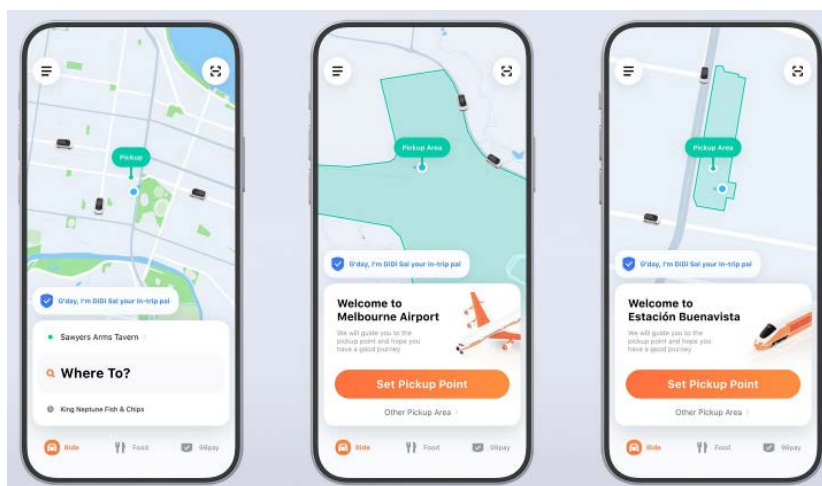 Pickup
G'day, I'm DiDi Sal your in-trip pal
Sawyers Arms Tavern
Where To?
King Neptune Fish & Chips
Ride
Food
99pay
Pickup Area
G'day, I'm DiDi Sal your in-trip pal
Welcome to
Melbourne Airport
We will guide you to the
pickup point and hope you
have a good journey
Set Pickup Point
Other Pickup Area
Ride
Food
99pay
Pickup Area
G'day, I'm DiDi Sal your in-trip pal
Welcome to
Estación Buenavista
We will guide you to the
pickup point and hope you
have a good journey
Set Pickup Point
Other Pickup Area
Ride
Food
99pay